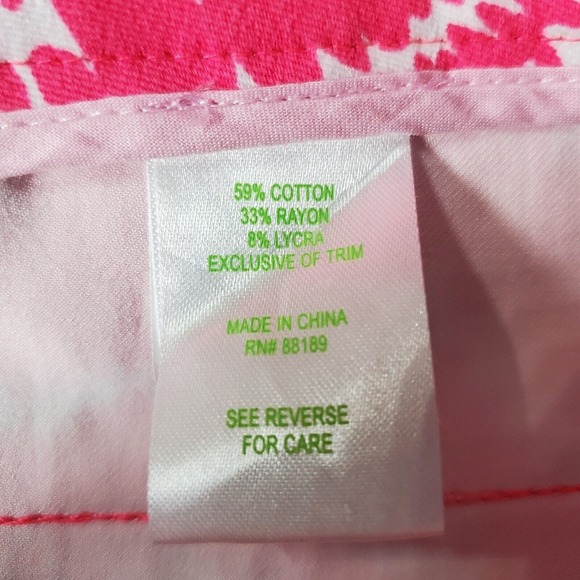 59% COTTON
33% RAYON
8% LYCRA
EXCLUSIVE OF TRIM
MADE IN CHINA
RN# 88189
SEE REVERSE
FOR CARE